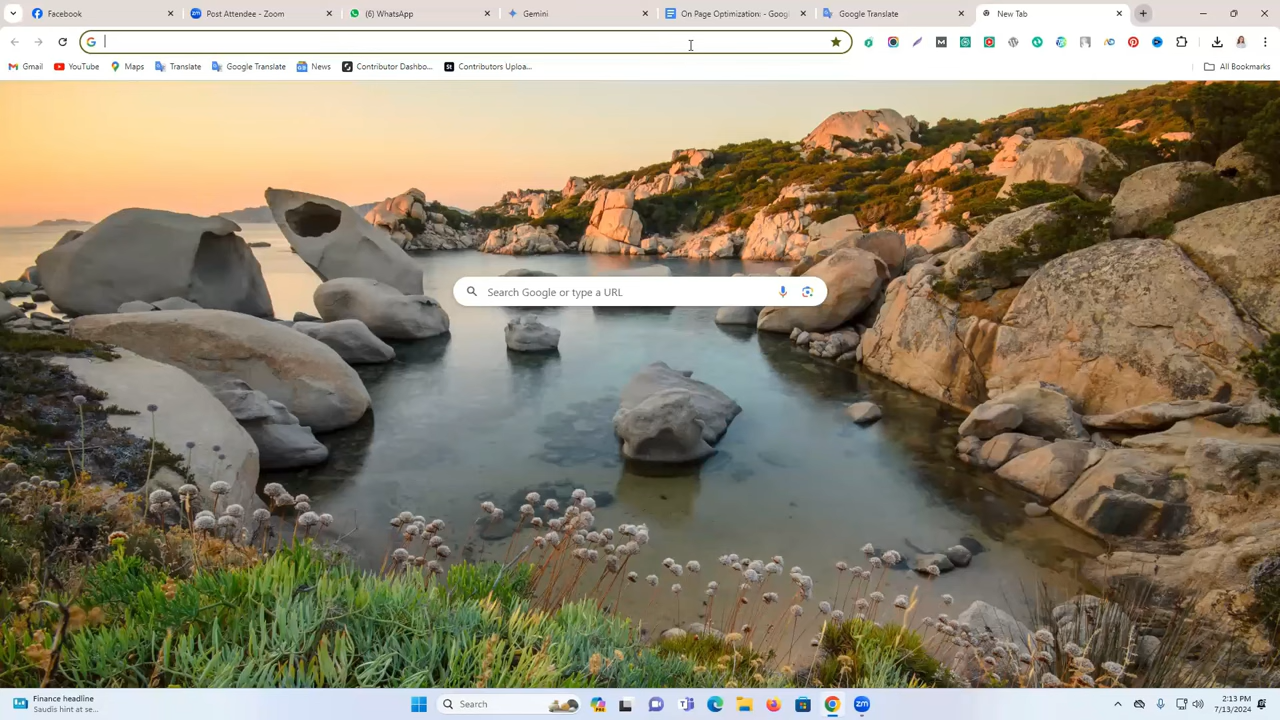 Facebook
Post Attendee - Zoom
(6) WhatsApp
Gemini
On Page Optimization: - Googl
Google Translate
New Tab
Gmail
YouTube
Maps
Translate
Google Translate
News
Contributor Dashbo...
Contributors Uploa...
All Bookmarks
Search Google or type a URL
Finance headline
Saudis hint at se...
Search
2:13 PM
7/13/2024